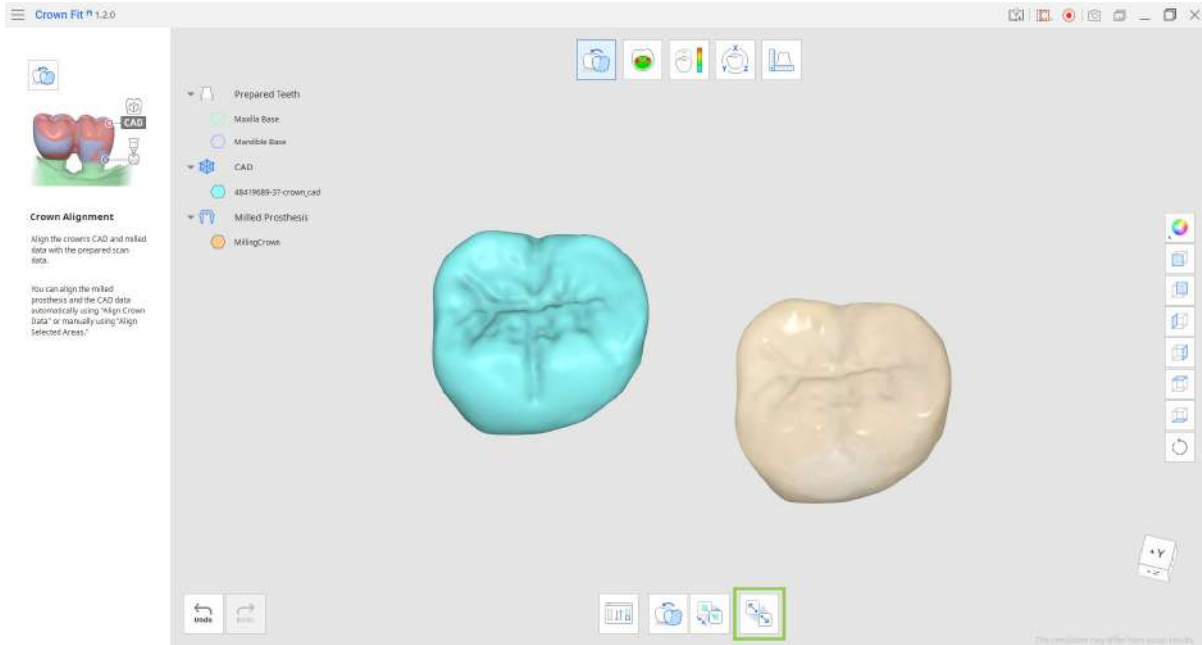 Crown Fit 1.2.0
CAD
Crown Alignment
Align the crown's CAD and milled
data with the prepared scan
data.
You can align the milled
prosthesis and the CAD data
automatically using "Align Crown
Data" or manually using "Align
Selected Areas."
Prepared Teeth
Maxilla Base
Mandible Base
CAD
48419689-37-crown_cad
Milled Prosthesis
MillingCrown
X
Y Z
+Y
Undo
Redo